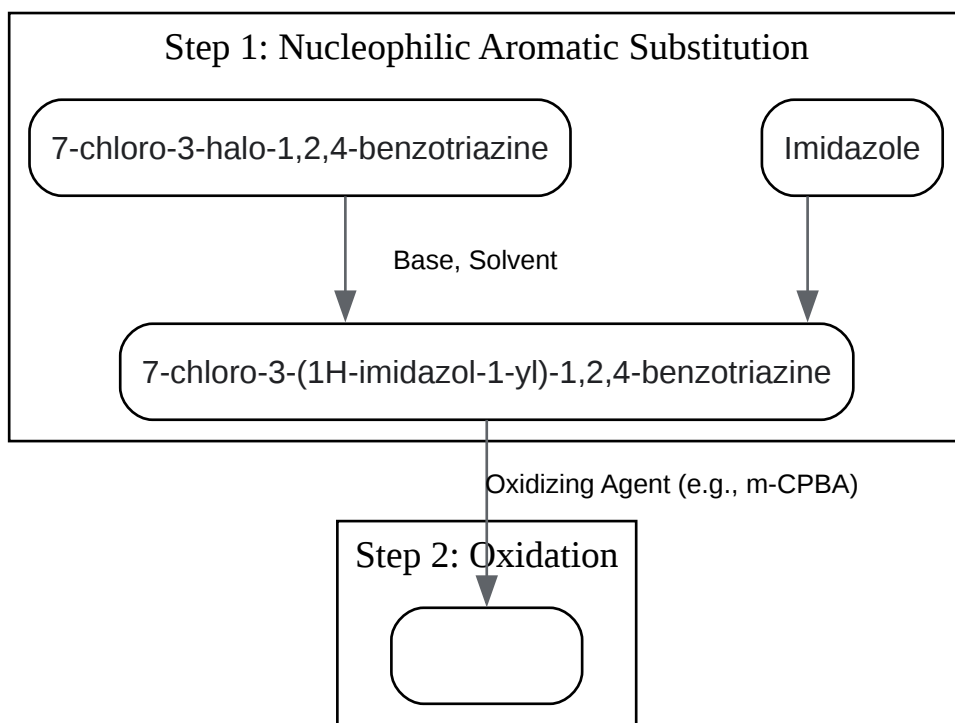 Step 1: Nucleophilic Aromatic Substitution
7-chloro-3-halo-1,2,4-benzotriazine
Imidazole
Base, Solvent
7-chloro-3-(1H-imidazol-1-yl)-1,2,4-benzotriazine
Oxidizing Agent (e.g., m-CPBA)
Step 2: Oxidation